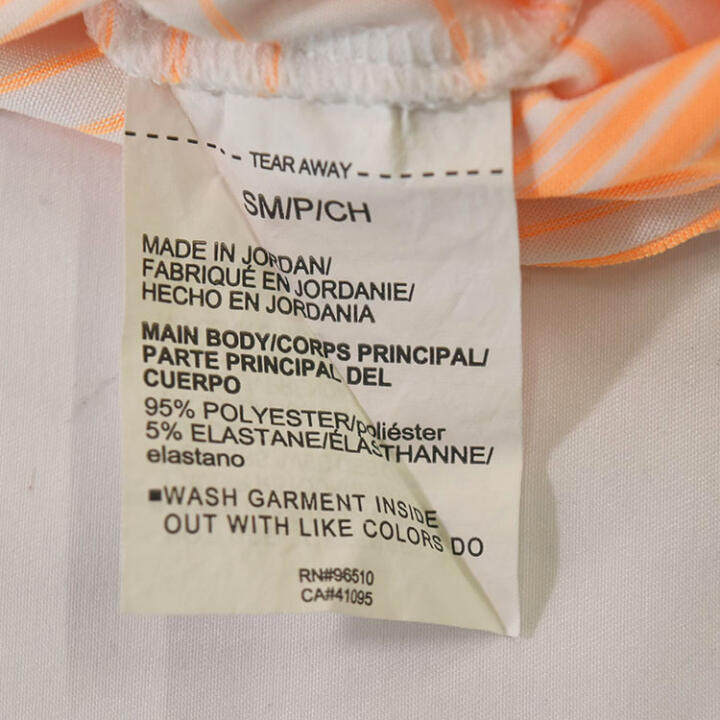 TEAR AWAY
SM/P/CH
MADE IN JORDAN/
FABRIQUÉ EN JORDANIE/
HECHO EN JORDANIA
MAIN BODY/CORPS PRINCIPAL/
PARTE PRINCIPAL DEL
CUERPO
95% POLYESTER/poliéster
5% ELASTANE/ÉLASTHANNE/
elastano
■WASH GARMENT INSIDE
OUT WITH LIKE COLORS DO
RN#96510
CA#41095